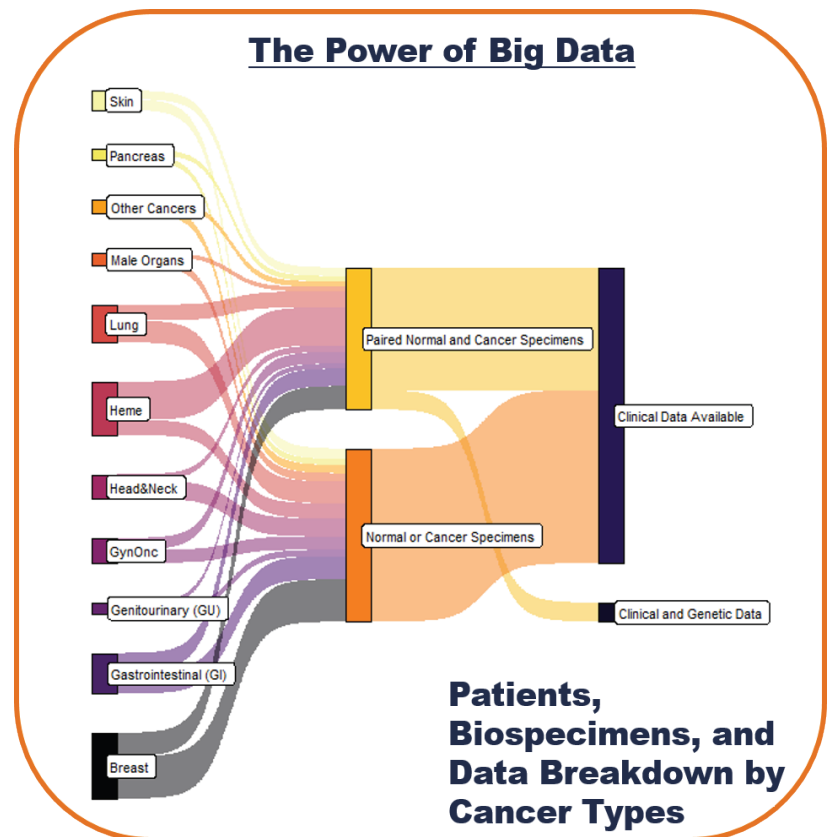 The Power of Big Data
Skin
Pancreas
Other Cancers
Male Organs
Lung
Heme
Head&Neck
GynOnc
Genitourinary (GU)
Gastrointestinal (GI)
Breast
Paired Normal and Cancer Specimens
Normal or Cancer Specimens
Clinical Data Available
Clinical and Genetic Data
Patients,
Biospecimens, and
Data Breakdown by
Cancer Types